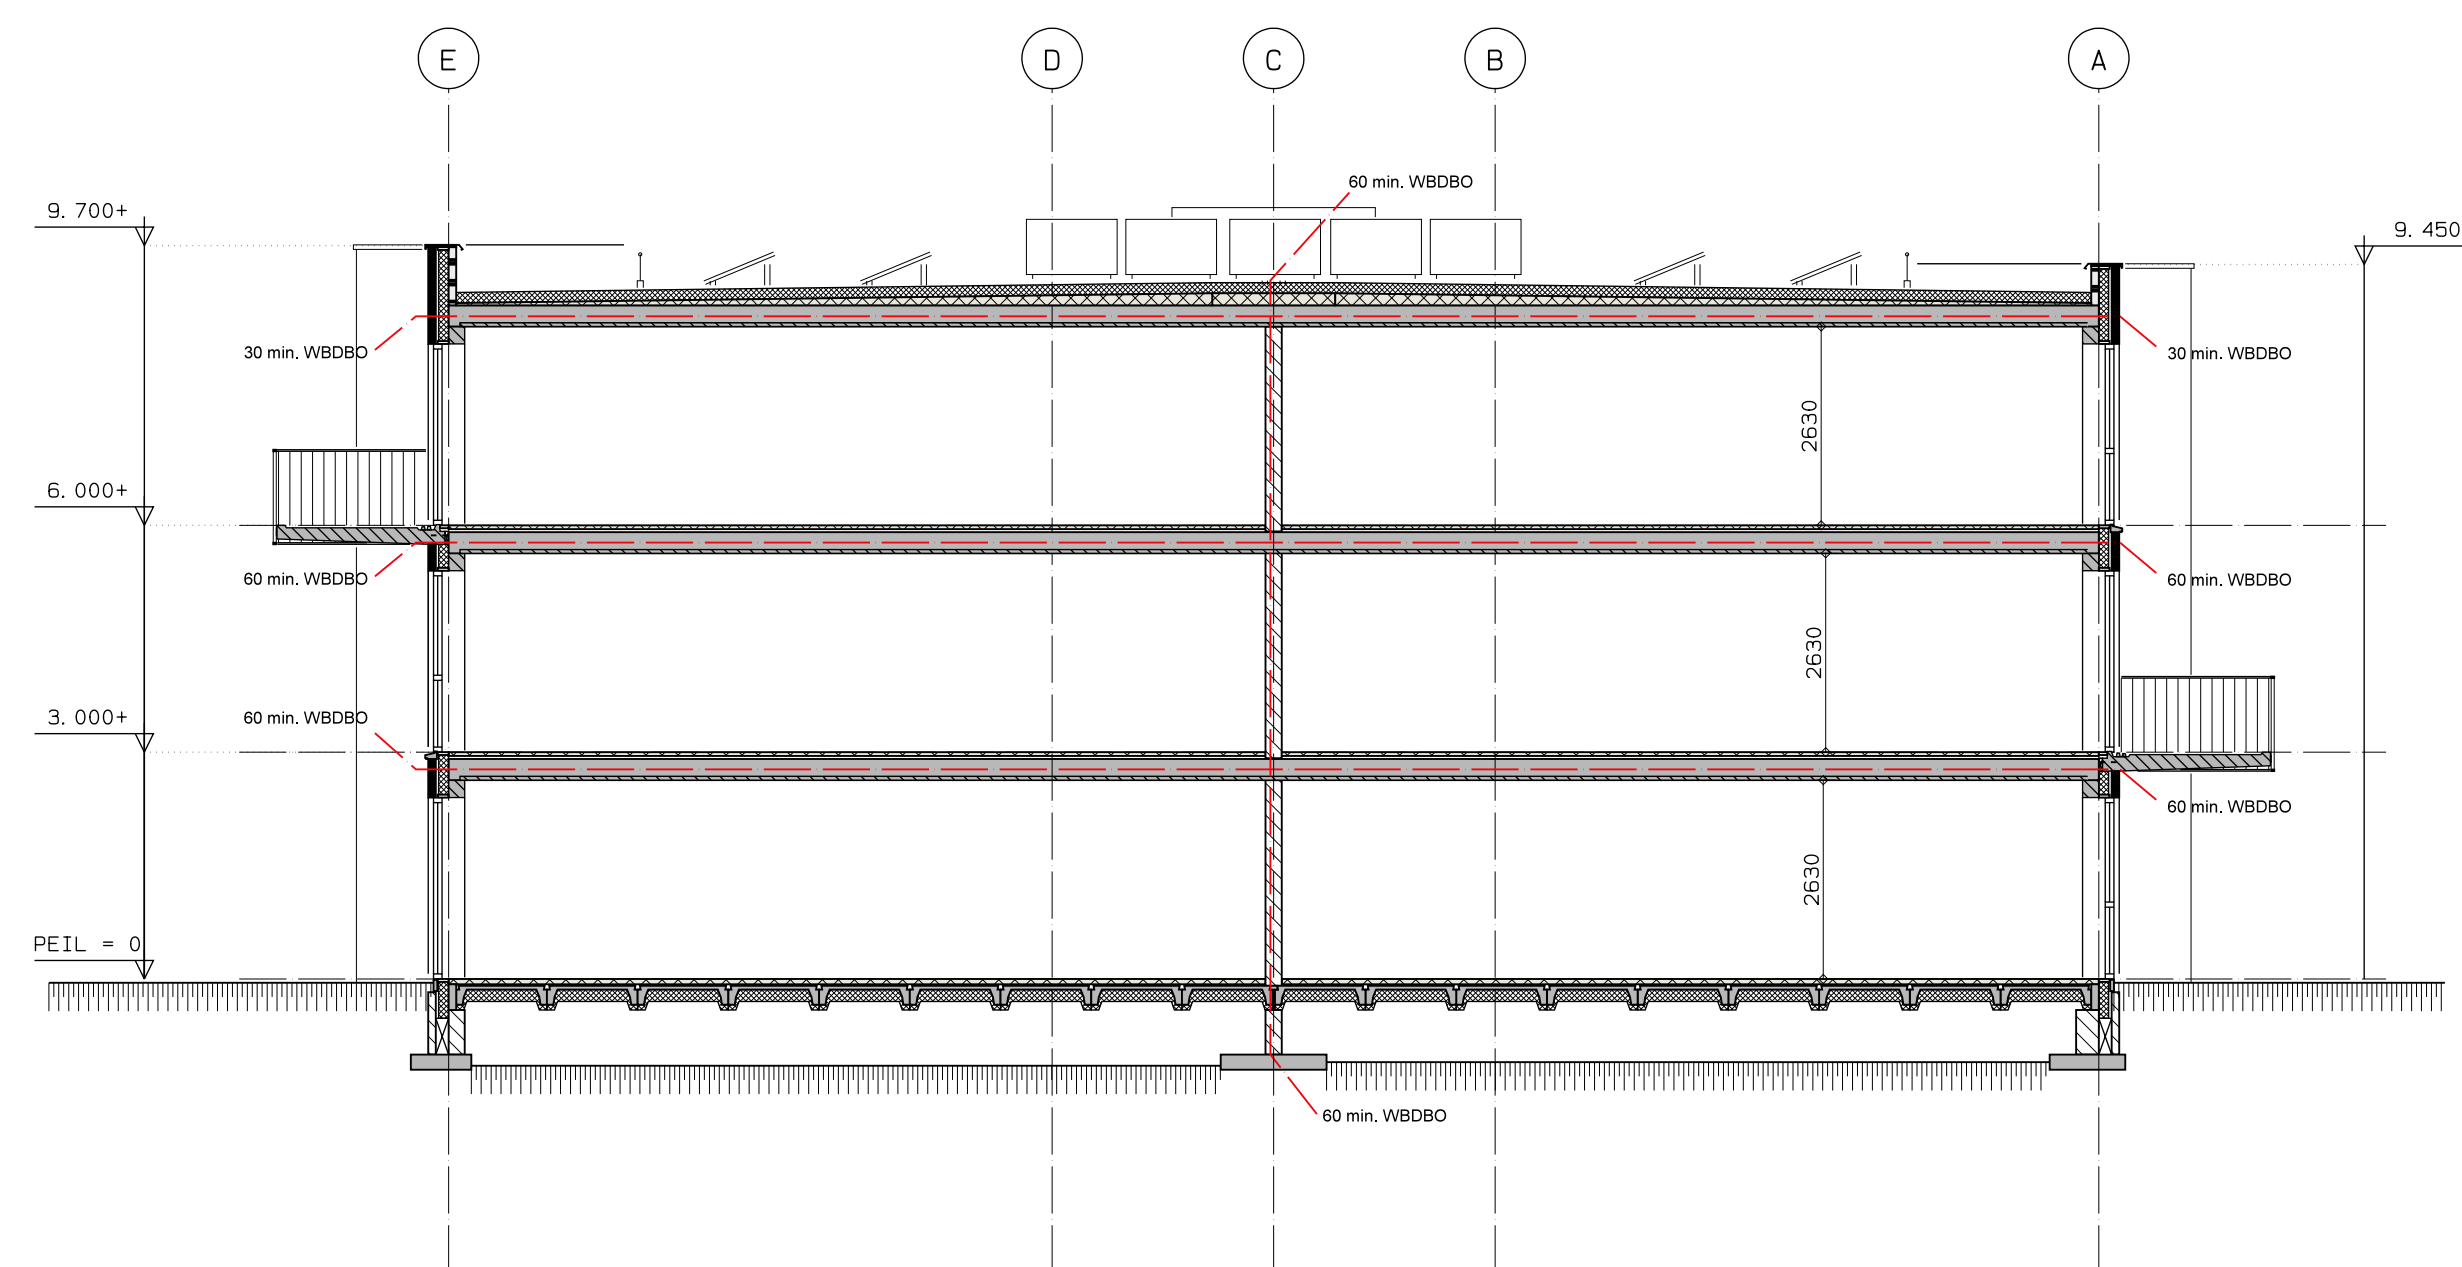 E
D
C
B
A
60 min. WBDBO
9. 700+
9. 450
30 min. WBDBO
30 min. WBDBO
2630
6. 000+
60 min. WBDBO
60 min. WBDBO
2630
3. 000+
60 min. WBDBO
60 min. WBDBO
2630
PEIL = 0
60 min. WBDBO